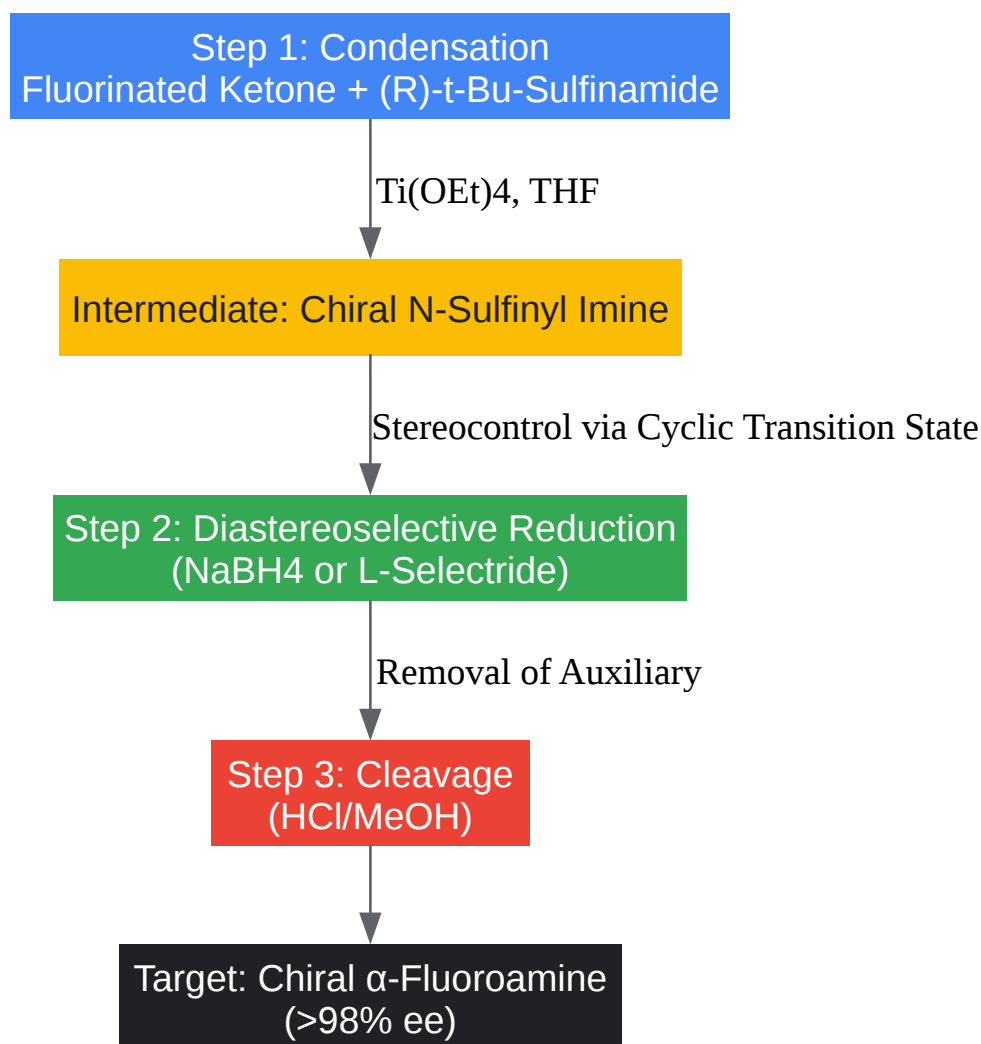 Step 1: Condensation
Fluorinated Ketone + (R)-t-Bu-Sulfinamide
Ti(OEt)4, THF
Intermediate: Chiral N-Sulfinyl Imine
Stereocontrol via Cyclic Transition State
Step 2: Diastereoselective Reduction
(NaBH4 or L-Selectride)
Removal of Auxiliary
Step 3: Cleavage
(HCl/MeOH)
Target: Chiral α-Fluoroamine
(>98% ee)